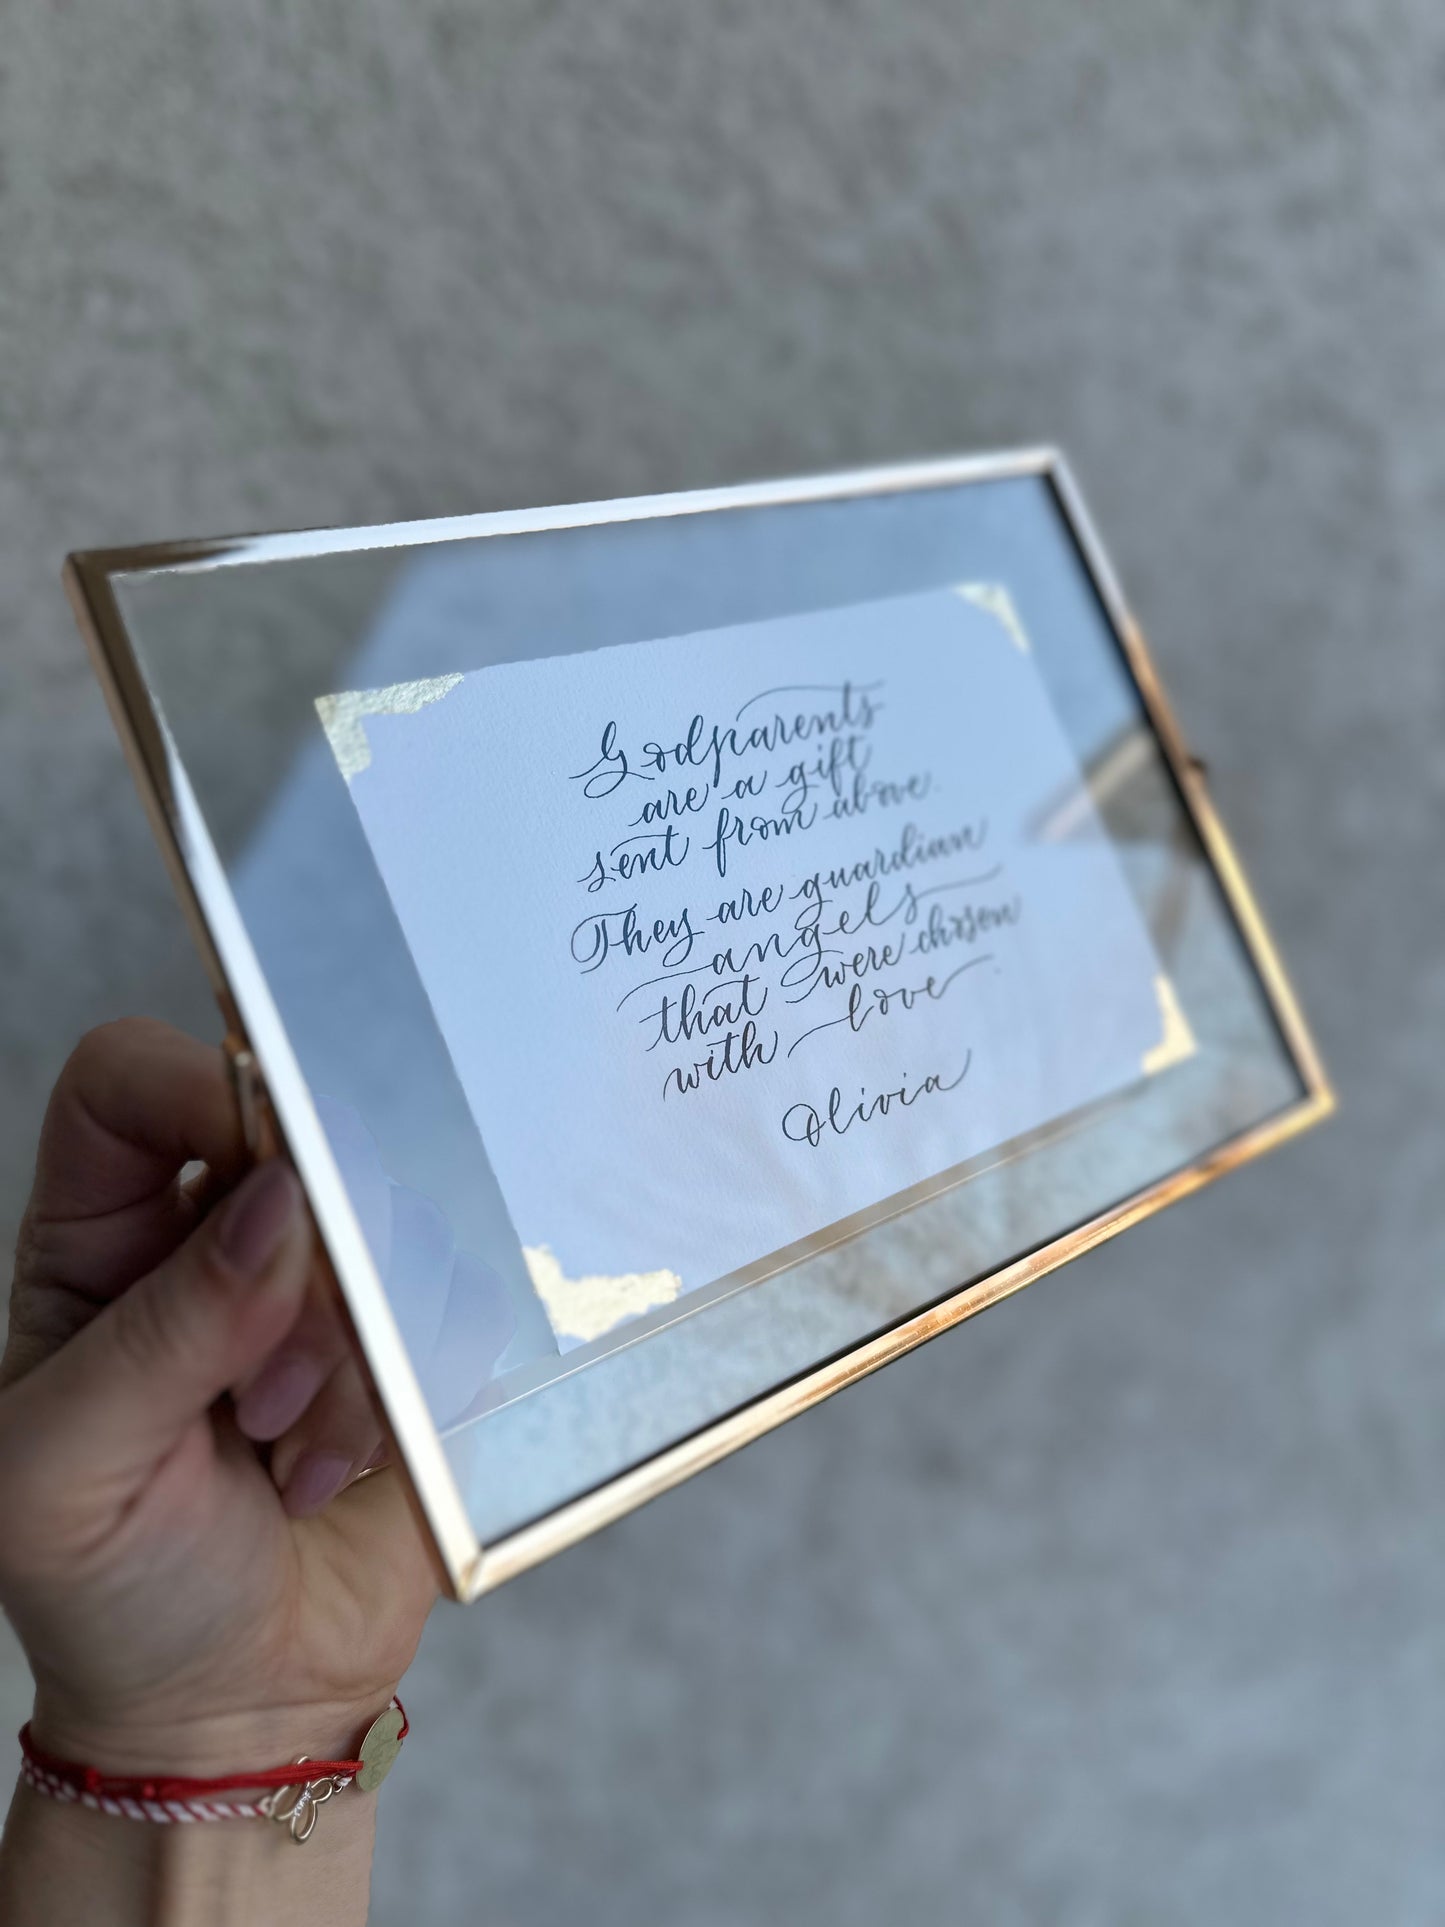 Godparents
are a gift
sent from above.
They are guardian
angels
that were chosen
with love
Olivia